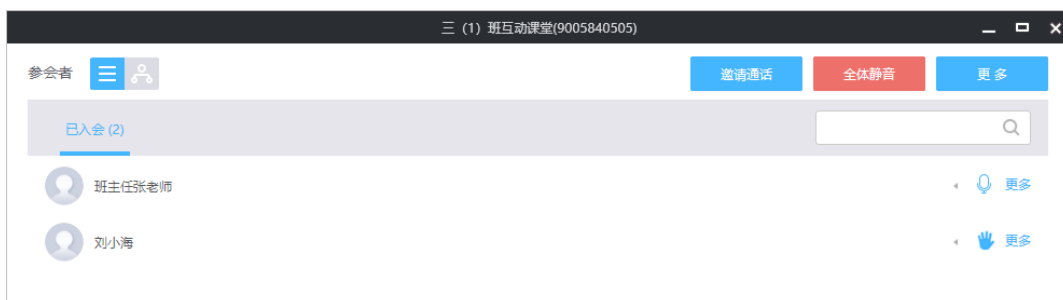 三 (1) 班互动课堂(9005840505)
参会者 邀请通话 全体静音 更 多
已入会 (2)
班主任张老师 更多
刘小海 更多